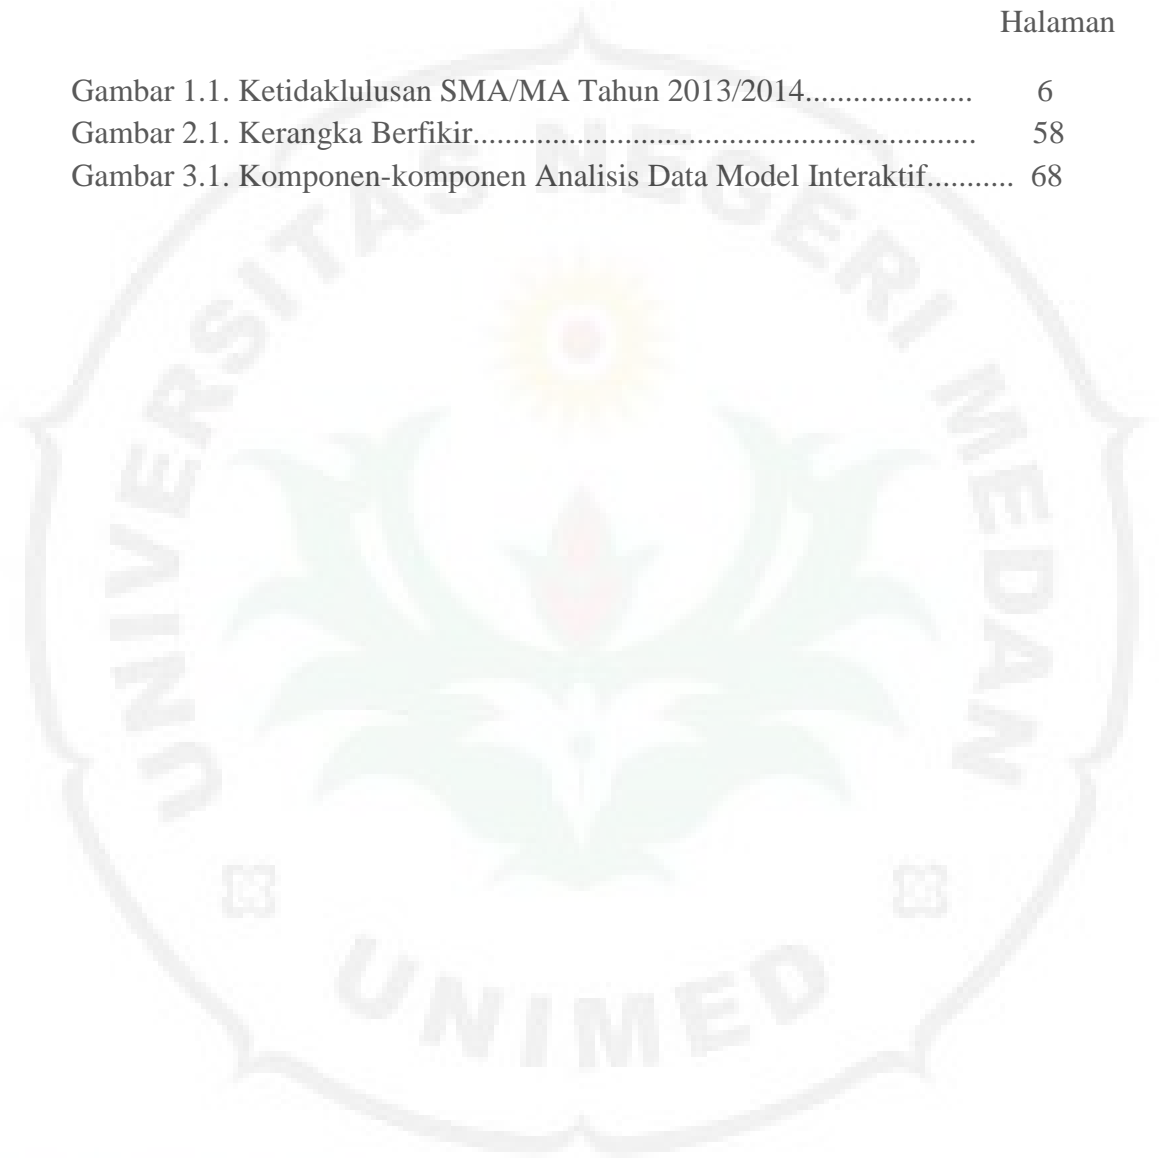 Halaman
Gambar 1.1. Ketidaklulusan SMA/MA Tahun 2013/2014..................... 6
Gambar 2.1. Kerangka Berfikir.............................................................. 58
Gambar 3.1. Komponen-komponen Analisis Data Model Interaktif........... 68
UNIVERSITAS NEGERI MEDAN
UNIMED